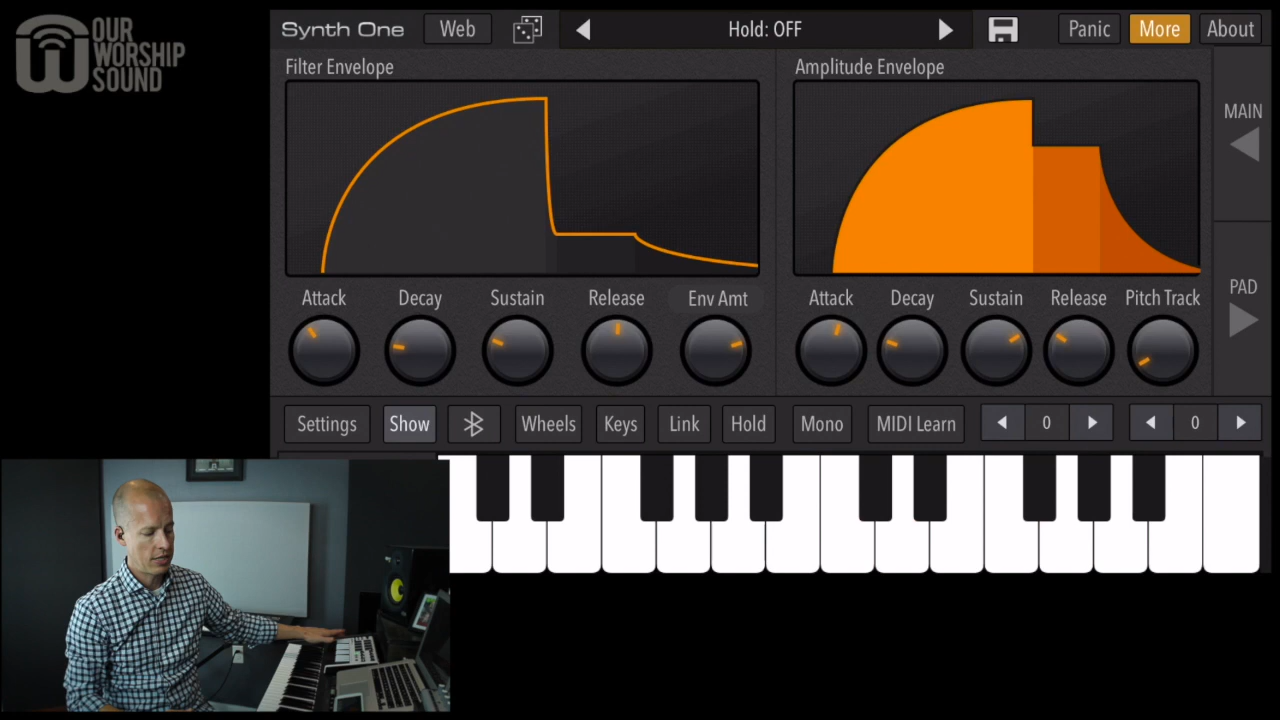 OUR
WORSHIP
SOUND
Synth One
Web
Hold: OFF
Panic
More
About
Filter Envelope
Amplitude Envelope
MAIN
PAD
Attack
Decay
Sustain
Release
Env Amt
Attack
Decay
Sustain
Release
Pitch Track
Settings
Show
Wheels
Keys
Link
Hold
Mono
MIDI Learn
0
0